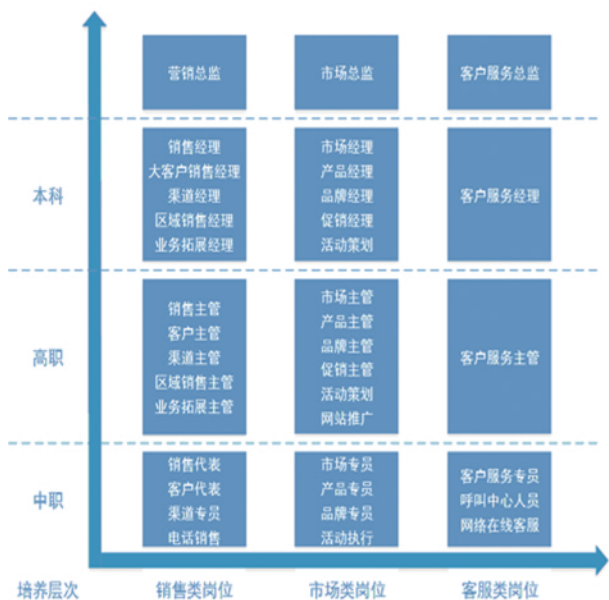 营销总监
市场总监
客户服务总监
本科
销售经理
大客户销售经理
渠道经理
区域销售经理
业务拓展经理
市场经理
产品经理
品牌经理
促销经理
活动策划
客户服务经理
高职
销售主管
客户主管
渠道主管
区域销售主管
业务拓展主管
市场主管
产品主管
品牌主管
促销主管
活动策划
网站推广
客户服务主管
中职
销售代表
客户代表
渠道专员
电话销售
市场专员
产品专员
品牌专员
活动执行
客户服务专员
呼叫中心人员
网络在线客服
培养层次
销售类岗位
市场类岗位
客服类岗位